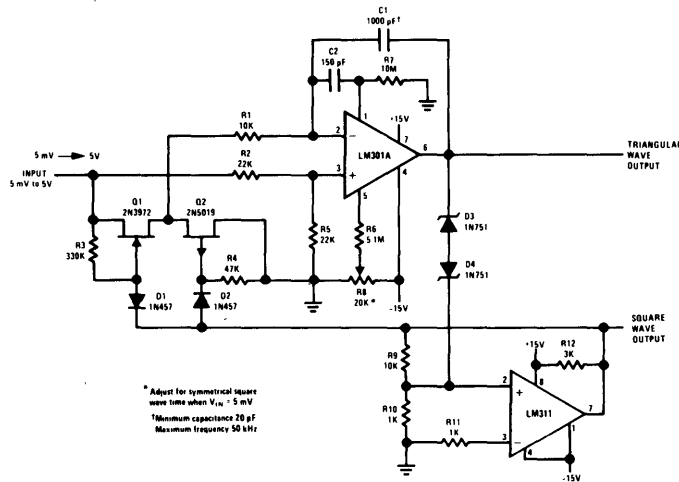 C1
1000 pF†
C2
150 pF
R7
10M
R1
10K
+15V
2
1
7
LM301A
6
TRIANGULAR
WAVE
OUTPUT
5 mV → 5V
INPUT
5 mV to 5V
R2
22K
3
5
4
Q1
2N3972
Q2
2N5019
D3
1N751
R3
330K
R4
47K
R5
22K
R6
5.1M
R8
20K *
-15V
D4
1N751
D1
1N457
D2
1N457
SQUARE
WAVE
OUTPUT
R9
10K
+15V
R12
3K
2
8
LM311
7
R10
1K
R11
1K
3
4
1
-15V
* Adjust for symmetrical square
wave time when VIN = 5 mV
†Minimum capacitance 20 pF
Maximum frequency 50 kHz